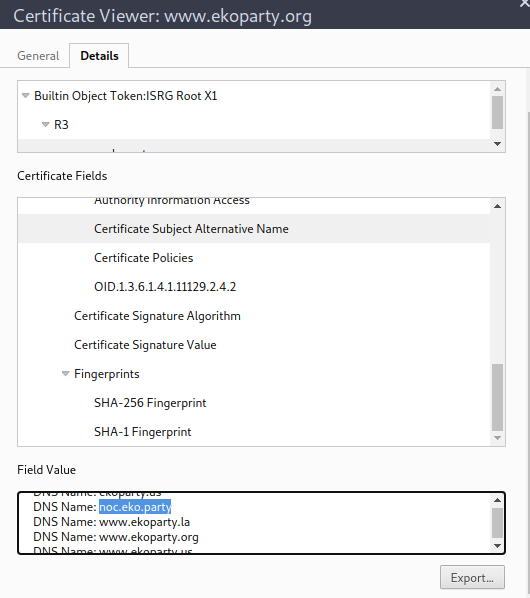 Certificate Viewer: www.ekoparty.org
General
Details
Builtin Object Token:ISRG Root X1
R3
Certificate Fields
Authority Information Access
Certificate Subject Alternative Name
Certificate Policies
OID.1.3.6.1.4.1.11129.2.4.2
Certificate Signature Algorithm
Certificate Signature Value
Fingerprints
SHA-256 Fingerprint
SHA-1 Fingerprint
Field Value
DNS Name: ekoparty.us
DNS Name: noc.eko.party
DNS Name: www.ekoparty.la
DNS Name: www.ekoparty.org
DNS Name: www.ekoparty.us
Export...